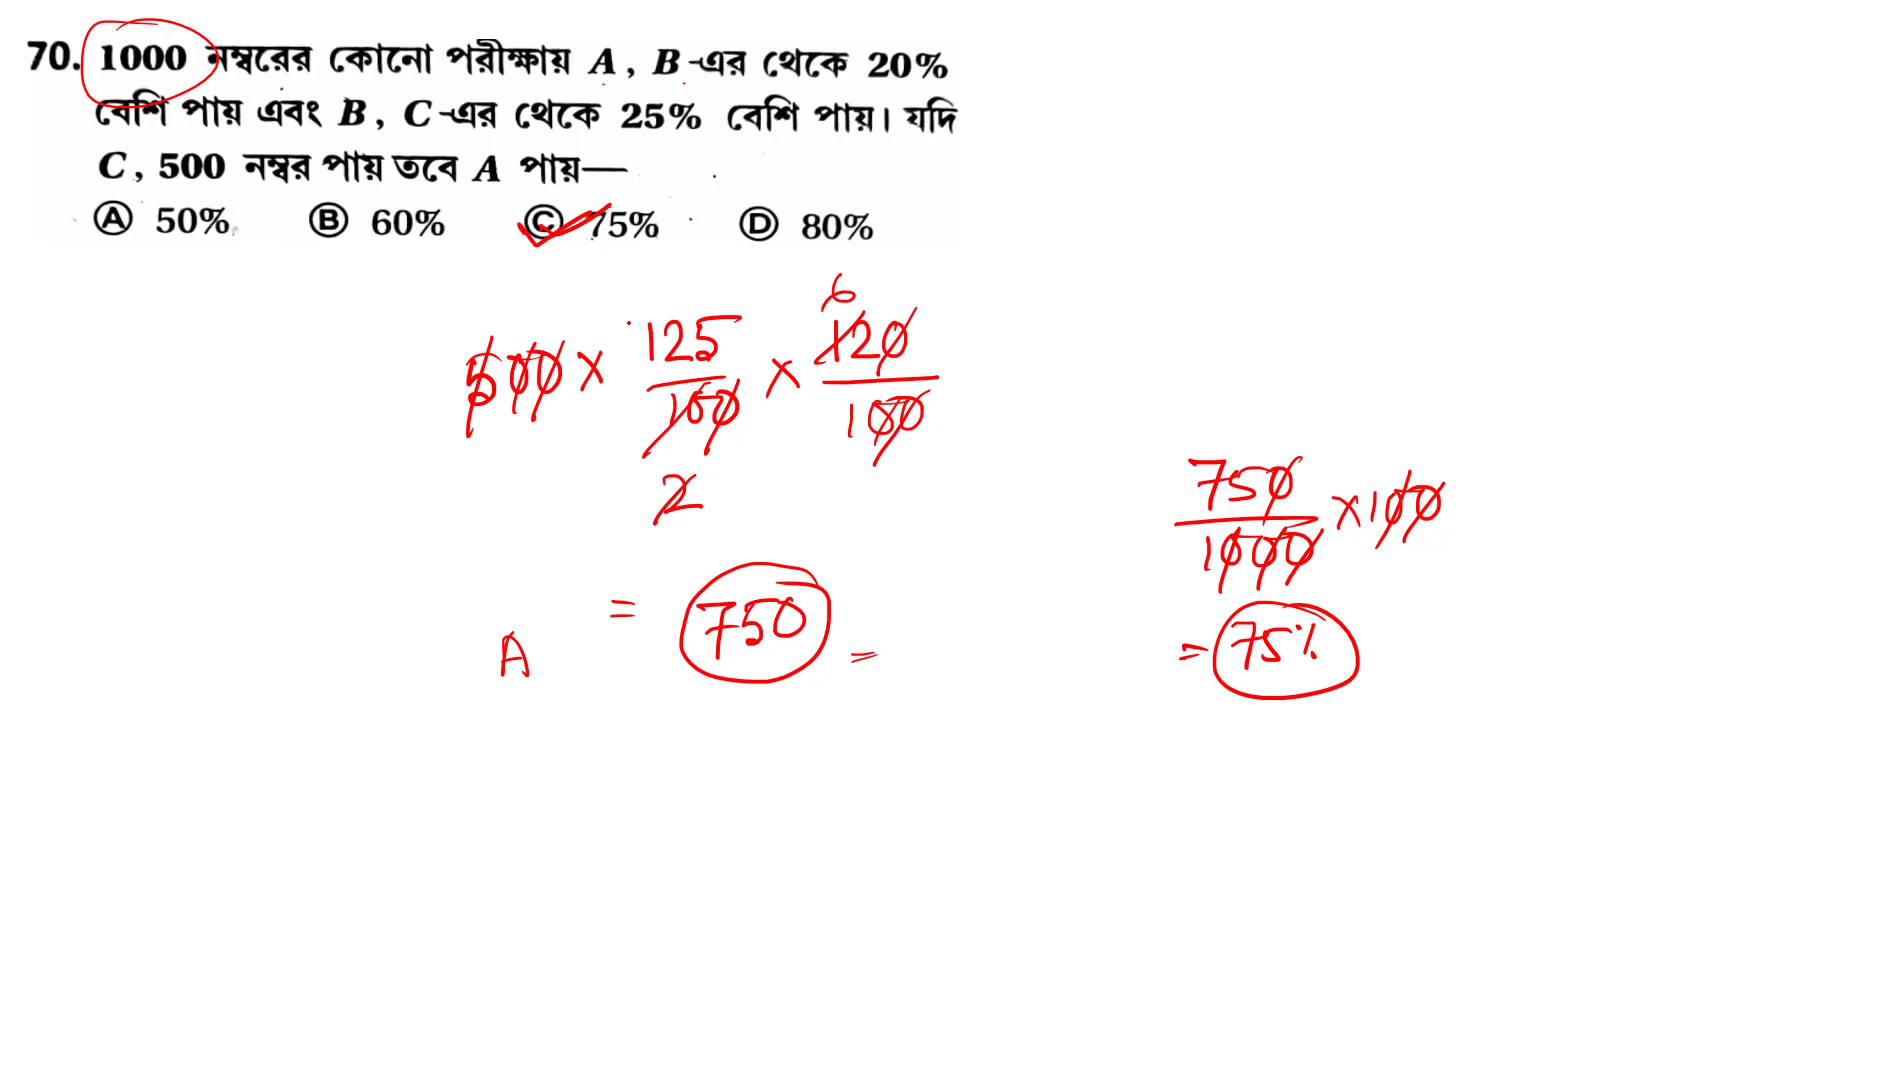 70. 1000 নম্বরের কোনো পরীক্ষায় A, B-এর থেকে 20%
বেশি পায় এবং B, C-এর থেকে 25% বেশি পায়। যদি
C, 500 নম্বর পায় তবে A পায়—
Ⓐ 50% Ⓑ 60% Ⓒ 75% Ⓓ 80%
6
500 × 125/100 × 120/100
2
750/1000 × 100
A = 750 =
= 75%